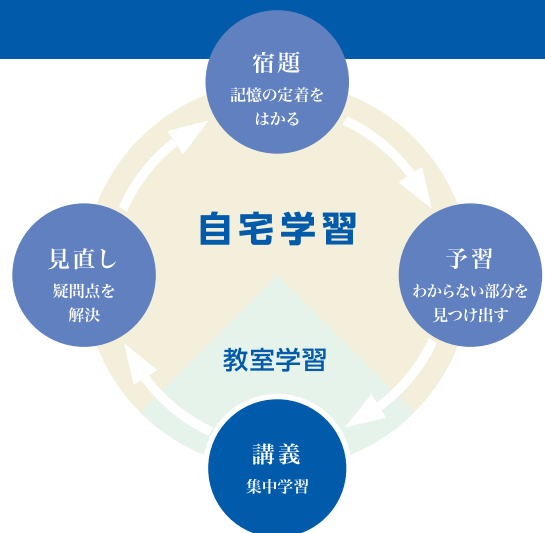 宿題
記憶の定着を
はかる
自宅学習
見直し
疑問点を
解決
予習
わからない部分を
見つけ出す
教室学習
講義
集中学習